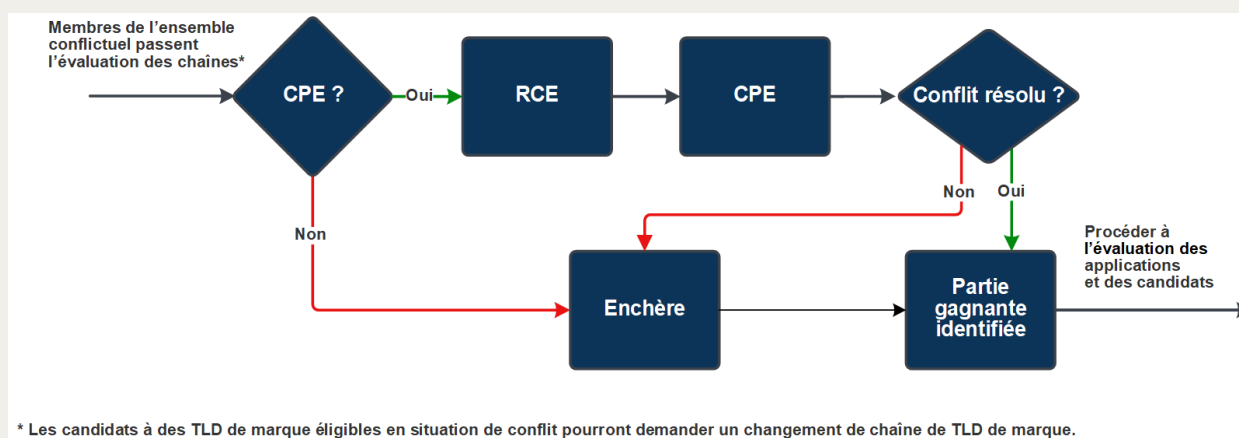 Membres de l'ensemble
conflictuel passent
l'évaluation des chaînes*
CPE ?
Oui
RCE
CPE
Conflit résolu ?
Non
Non
Oui
Enchère
Partie
gagnante
identifiée
Procéder à
l'évaluation des
applications
et des candidats
* Les candidats à des TLD de marque éligibles en situation de conflit pourront demander un changement de chaîne de TLD de marque.